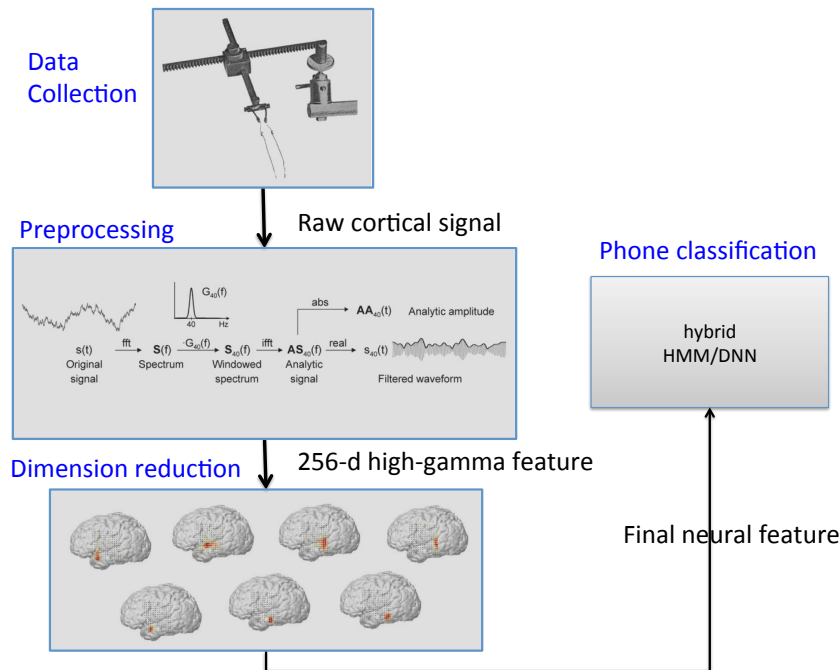 Data
Collection
Raw cortical signal
Preprocessing
G₄₀(f)
40 Hz
abs
AA₄₀(t) Analytic amplitude
s(t) fft S(f) ·G₄₀(f) S₄₀(f) ifft AS₄₀(f) real s₄₀(t)
Original
signal
Spectrum
Windowed
spectrum
Analytic
signal
Filtered waveform
256-d high-gamma feature
Dimension reduction
Final neural feature
Phone classification
hybrid
HMM/DNN